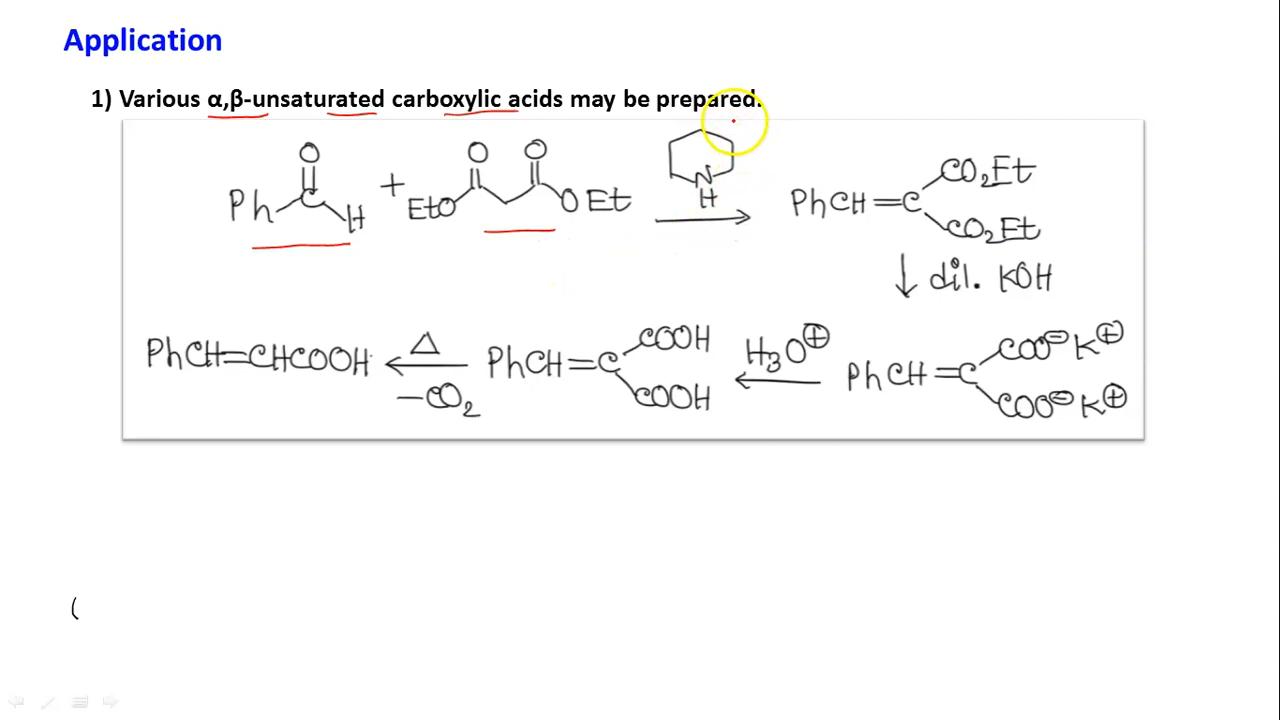 Application
1) Various α,β-unsaturated carboxylic acids may be prepared.
O
Ph C H + EtO O O OEt
N
H
PhCH=C CO₂Et
CO₂Et
↓ dil. KOH
PhCH=C COO⊖K⊕
COO⊖K⊕
H₃O⊕
PhCH=C COOH
COOH
Δ
-CO₂
PhCH=CHCOOH
(